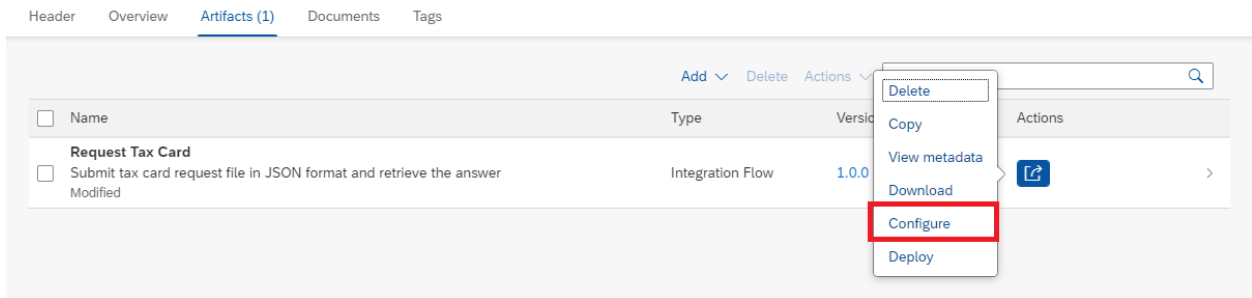 Header Overview Artifacts (1) Documents Tags
Add Delete Actions
Name Type Versio Actions
Request Tax Card
Submit tax card request file in JSON format and retrieve the answer
Modified
Integration Flow 1.0.0
Delete
Copy
View metadata
Download
Configure
Deploy